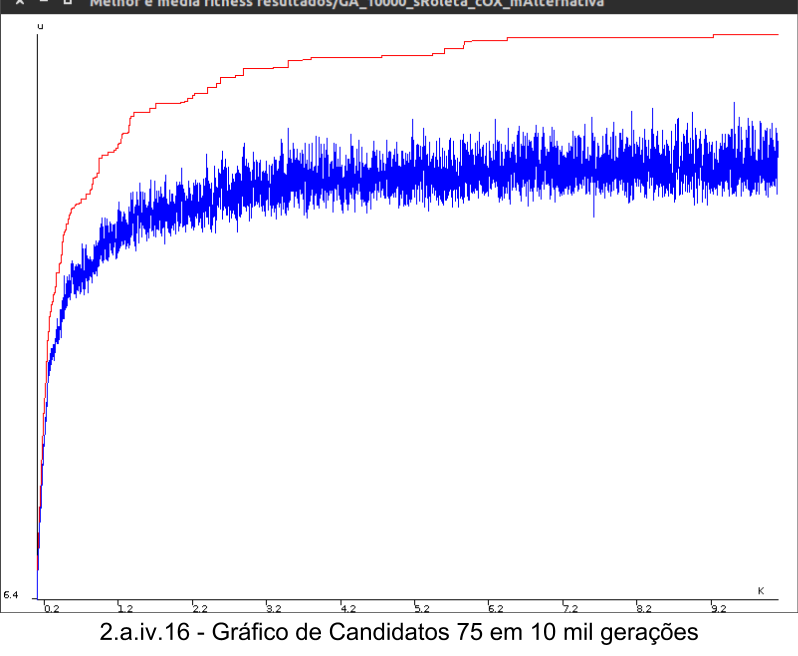 Melhor e média fitness resultados/GA_10000_sRoleta_cOX_mAlternativa
u
6.4
K
0.2 1.2 2.2 3.2 4.2 5.2 6.2 7.2 8.2 9.2
2.a.iv.16 - Gráfico de Candidatos 75 em 10 mil gerações